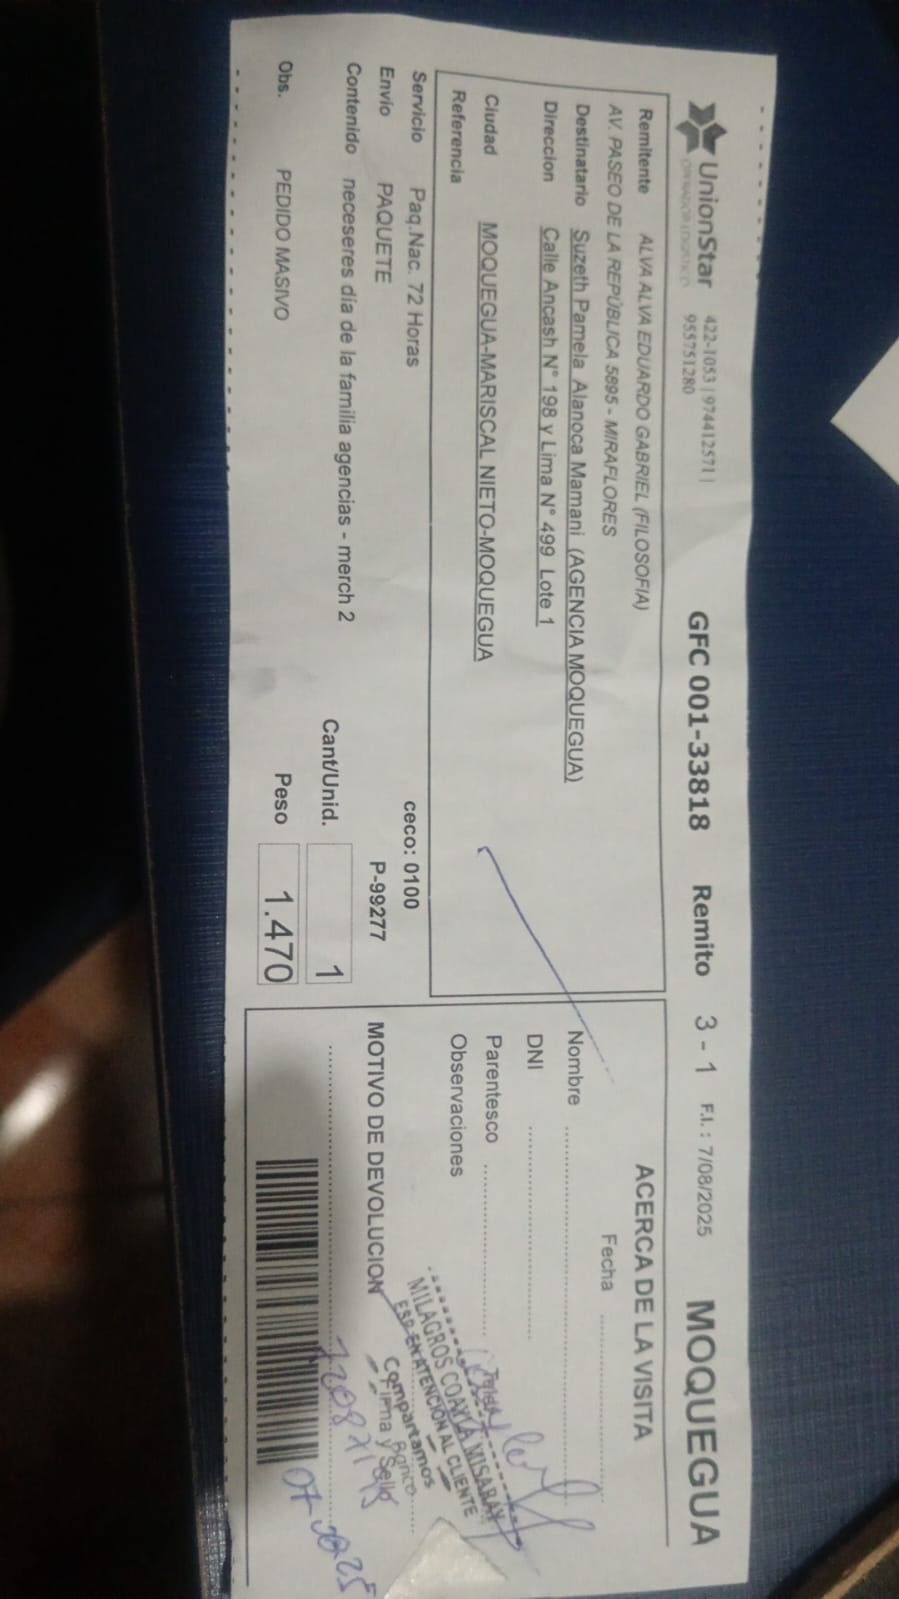 UnionStar
OPERADOR LOGISTICO
422-1053 | 974412571 |
955751280
GFC 001-33818 Remito 3 - 1 F.I. : 7/08/2025 MOQUEGUA
Remitente ALVA ALVA EDUARDO GABRIEL (FILOSOFIA)
AV. PASEO DE LA REPÚBLICA 5895 - MIRAFLORES
Destinatario Suzeth Pamela Alanoca Mamani (AGENCIA MOQUEGUA)
Direccion Calle Ancash N° 198 y Lima N° 499 Lote 1
Ciudad MOQUEGUA-MARISCAL NIETO-MOQUEGUA
Referencia
Servicio Paq.Nac. 72 Horas ceco: 0100
Envío PAQUETE P-99277
Contenido neceseres dia de la familia agencias - merch 2 Cant/Unid. 1
Obs. PEDIDO MASIVO Peso 1.470
ACERCA DE LA VISITA
Fecha
Nombre
DNI
Parentesco
Observaciones
MILAGROS COAYLA
ESP. EN ATENCION AL CLIENTE
Compartamos
Banco
Firma y Sello
MOTIVO DE DEVOLUCION